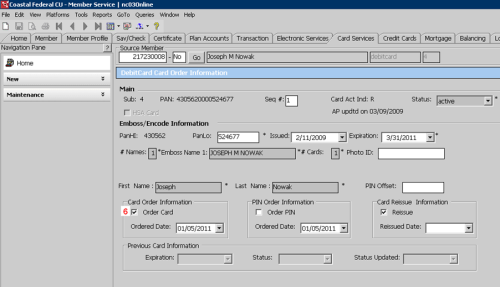 Coastal Federal CU - Member Service | nc030online
File Edit View Platforms Tools Reports GoTo Queries Window Help
Home Member Member Profile Sav/Check Certificate Plan Accounts Transaction Electronic Services Card Services Credit Cards Mortgage Balancing Lo
Navigation Pane ?
Home
New
Maintenance
Source Member
217230008 - No Go Joseph M Nowak debitcard R
DebitCard Card Order Information
Main
Sub: 4 PAN: 4305620000524677 Seq #: 1 Card Act Ind: R Status: active *
HSA Card AP updtd on 03/09/2009
Emboss/Encode Information
PanHI: 430562 PanLo: 524677 * Issued: 2/11/2009 * Expiration: 3/31/2011 *
# Names: 1 * Emboss Name 1: JOSEPH M NOWAK * # Cards: 1 * Photo ID:
First Name : Joseph * Last Name : Nowak * PIN Offset:
Card Order Information PIN Order Information Card Reissue Information
6 Order Card Order PIN Reissue
Ordered Date: 01/05/2011 Ordered Date: 01/05/2011 Reissued Date:
Previous Card Information
Expiration: Status: Status Updated: